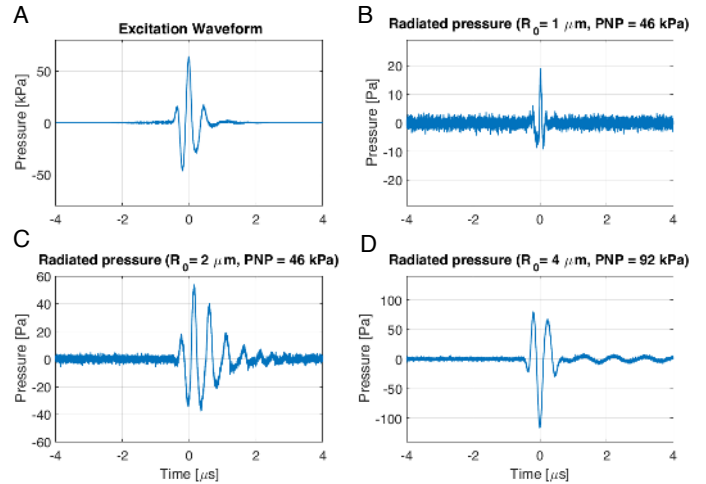 A
Excitation Waveform
Pressure [kPa]
50
0
-50
-4 -2 0 2 4
B
Radiated pressure (R₀= 1 μm, PNP = 46 kPa)
Pressure [Pa]
20
10
0
-10
-20
-4 -2 0 2 4
C
Radiated pressure (R₀= 2 μm, PNP = 46 kPa)
Pressure [Pa]
60
40
20
0
-20
-40
-60
-4 -2 0 2 4
Time [μs]
D
Radiated pressure (R₀= 4 μm, PNP = 92 kPa)
Pressure [Pa]
100
50
0
-50
-100
-4 -2 0 2 4
Time [μs]